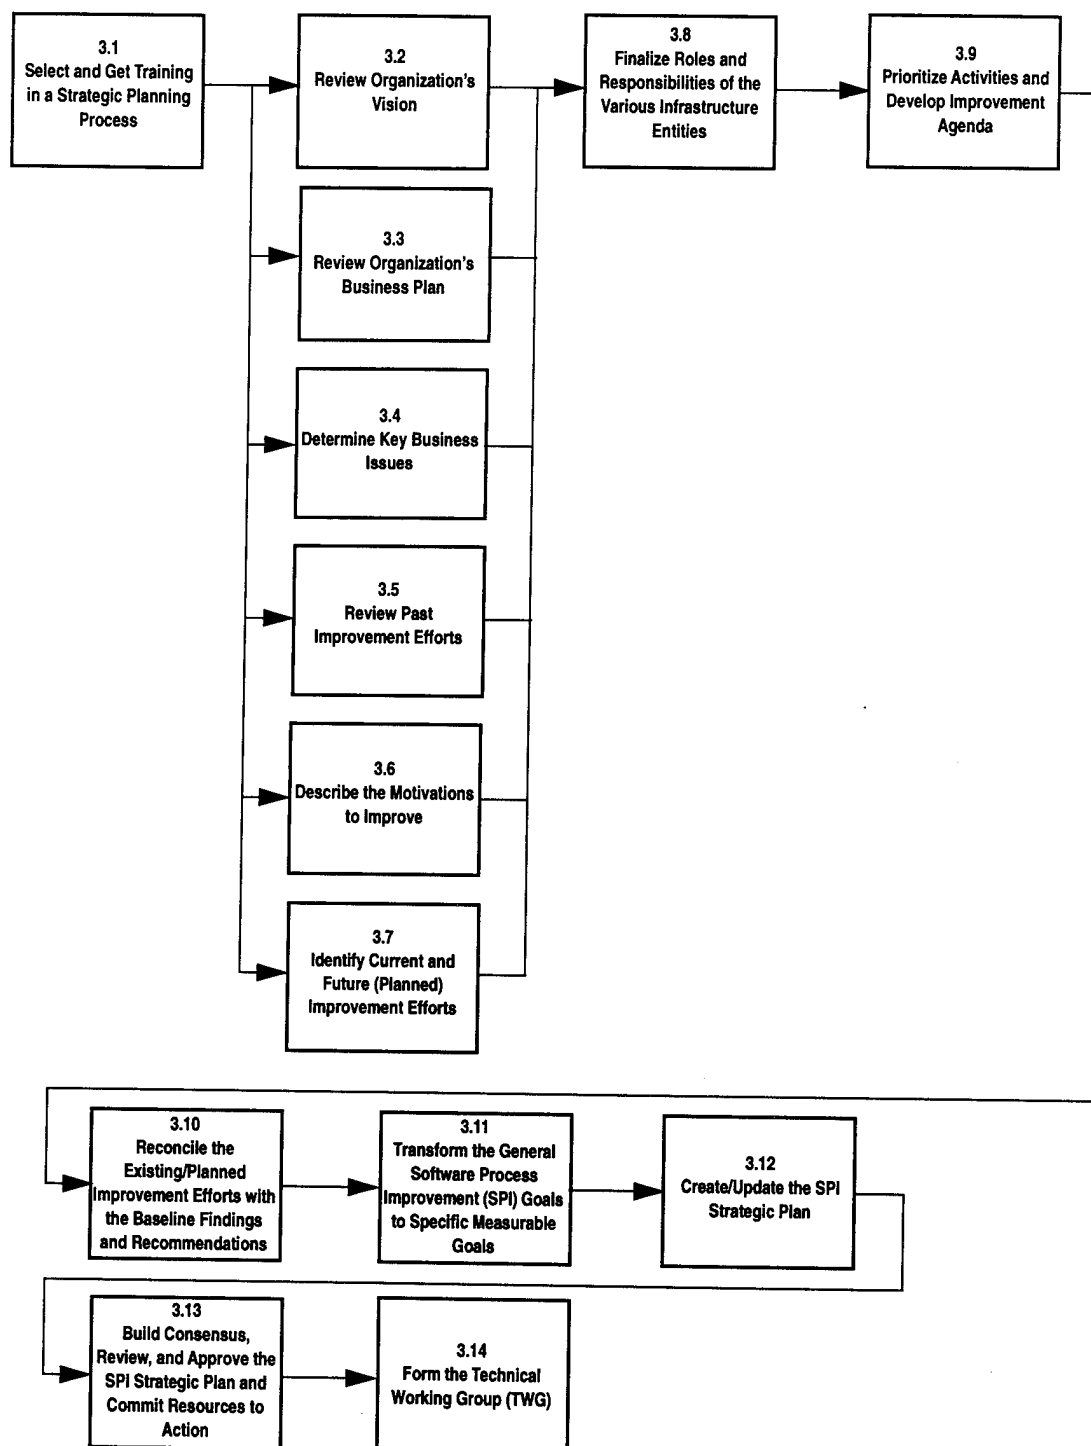 3.1
Select and Get Training
in a Strategic Planning
Process
3.2
Review Organization's
Vision
3.8
Finalize Roles and
Responsibilities of the
Various Infrastructure
Entities
3.9
Prioritize Activities and
Develop Improvement
Agenda
3.3
Review Organization's
Business Plan
3.4
Determine Key Business
Issues
3.5
Review Past
Improvement Efforts
3.6
Describe the Motivations
to Improve
3.7
Identify Current and
Future (Planned)
Improvement Efforts
3.10
Reconcile the
Existing/Planned
Improvement Efforts with
the Baseline Findings
and Recommendations
3.11
Transform the General
Software Process
Improvement (SPI) Goals
to Specific Measurable
Goals
3.12
Create/Update the SPI
Strategic Plan
3.13
Build Consensus,
Review, and Approve the
SPI Strategic Plan and
Commit Resources to
Action
3.14
Form the Technical
Working Group (TWG)